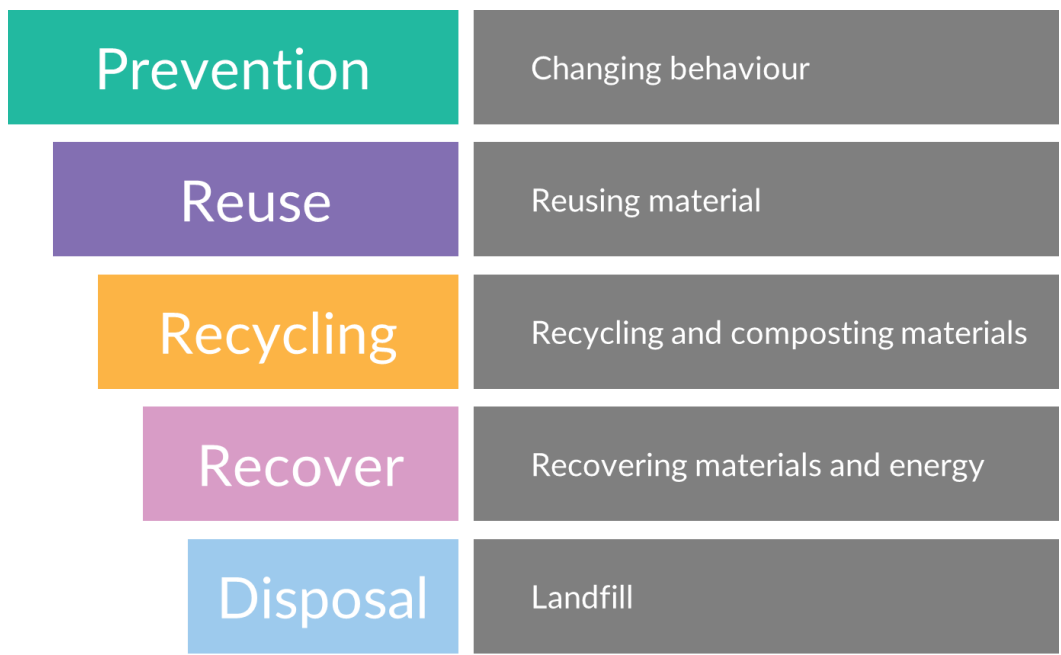 Prevention
Changing behaviour
Reuse
Reusing material
Recycling
Recycling and composting materials
Recover
Recovering materials and energy
Disposal
Landfill